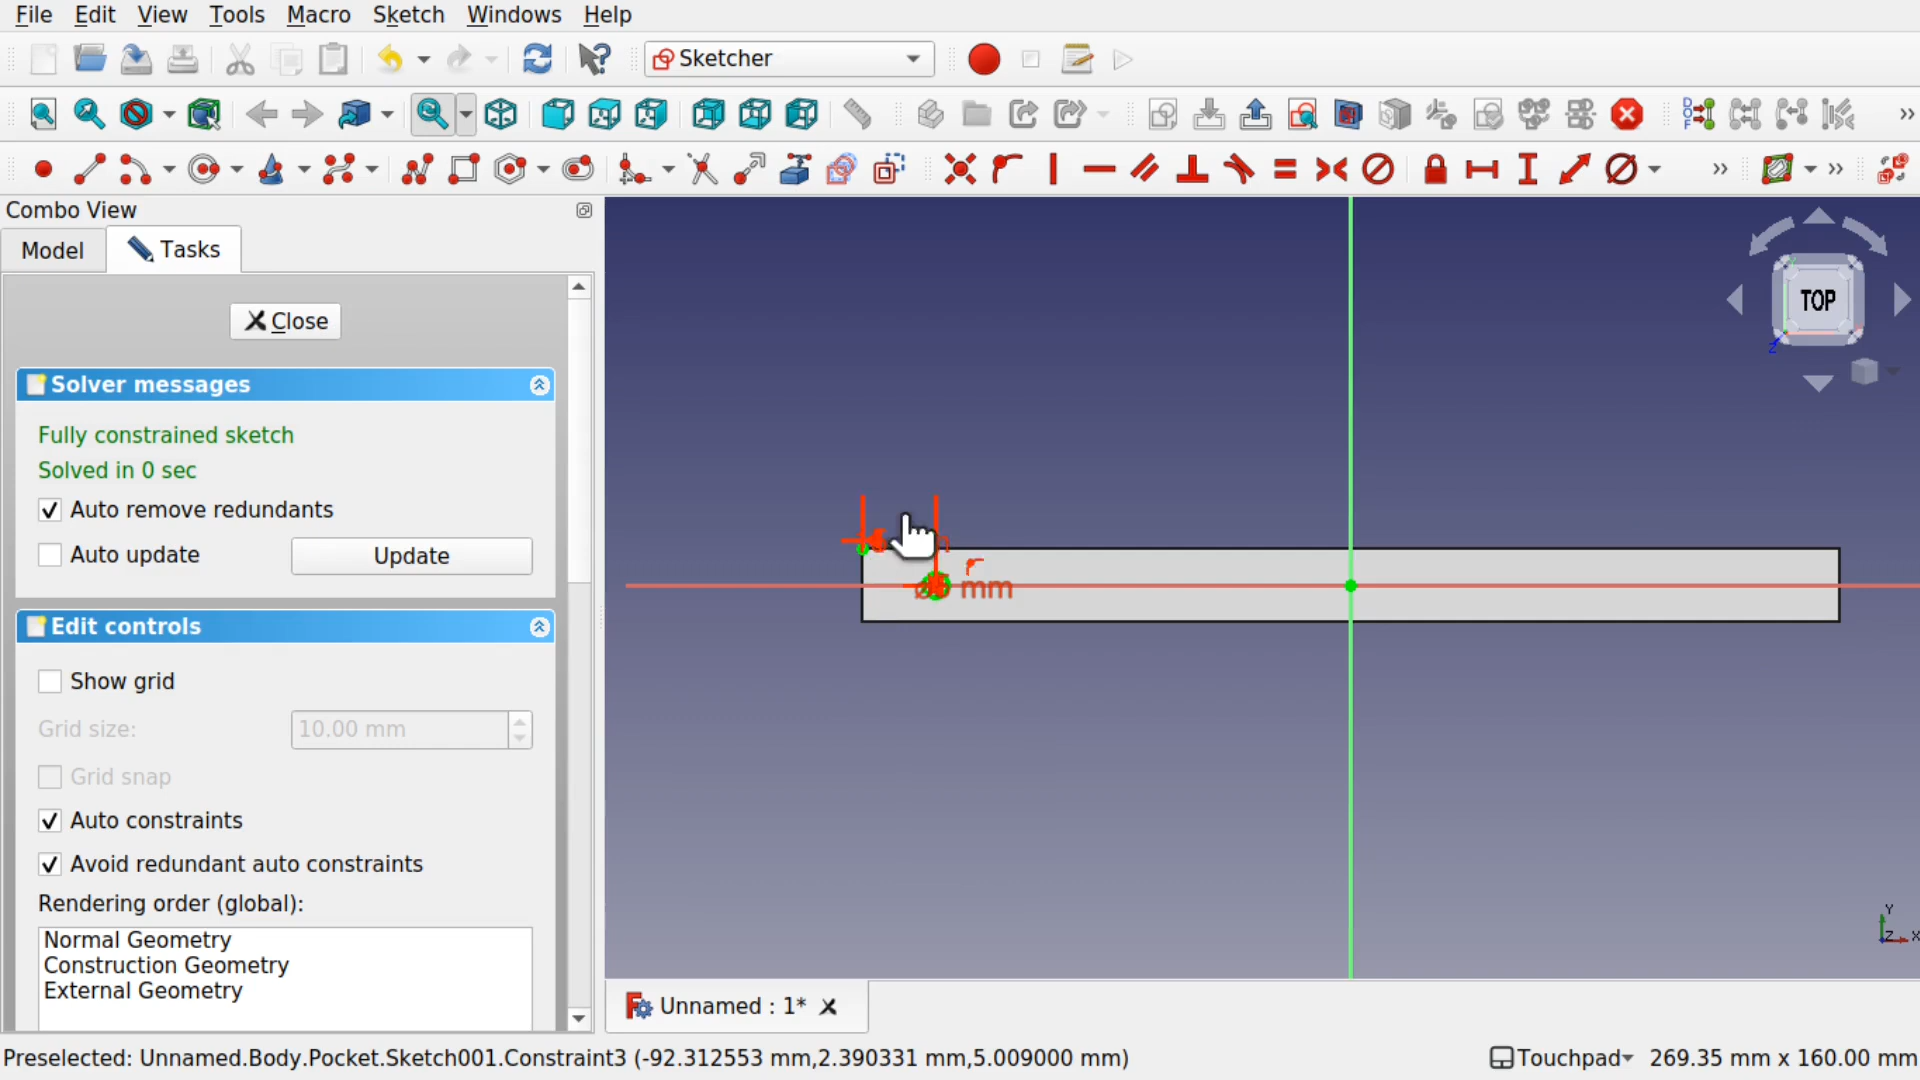 File Edit View Tools Macro Sketch Windows Help
Sketcher
Combo View
Model Tasks
Close
Solver messages
Fully constrained sketch
Solved in 0 sec
Auto remove redundants
Auto update Update
Edit controls
Show grid
Grid size: 10.00 mm
Grid snap
Auto constraints
Avoid redundant auto constraints
Rendering order (global):
Normal Geometry
Construction Geometry
External Geometry
TOP
Z
mm
Y
Z X
Unnamed : 1*
Preselected: Unnamed.Body.Pocket.Sketch001.Constraint3 (-92.312553 mm,2.390331 mm,5.009000 mm)
Touchpad 269.35 mm x 160.00 mm